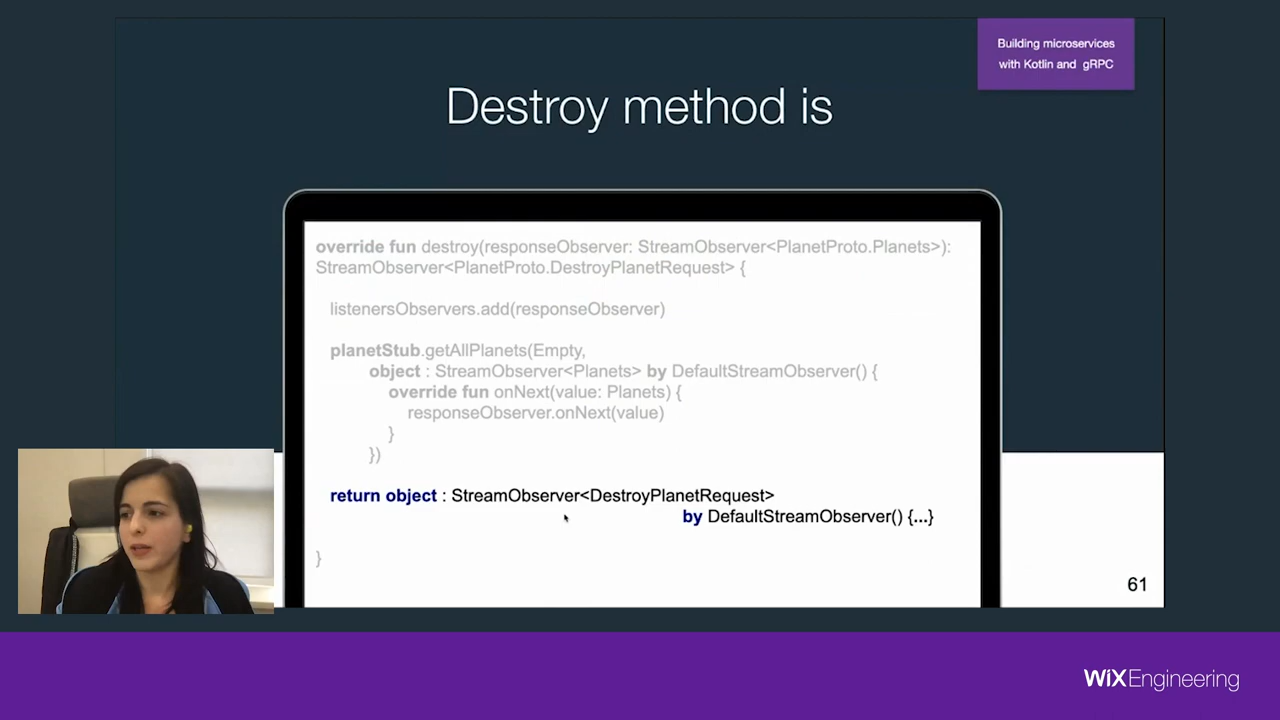 Building microservices
with Kotlin and gRPC
Destroy method is
override fun destroy(responseObserver: StreamObserver<PlanetProto.Planets>):
StreamObserver<PlanetProto.DestroyPlanetRequest> {
listenersObservers.add(responseObserver)
planetStub.getAllPlanets(Empty,
object : StreamObserver<Planets> by DefaultStreamObserver() {
override fun onNext(value: Planets) {
responseObserver.onNext(value)
}
})
return object : StreamObserver<DestroyPlanetRequest>
by DefaultStreamObserver() {...}
}
61
WiXEngineering